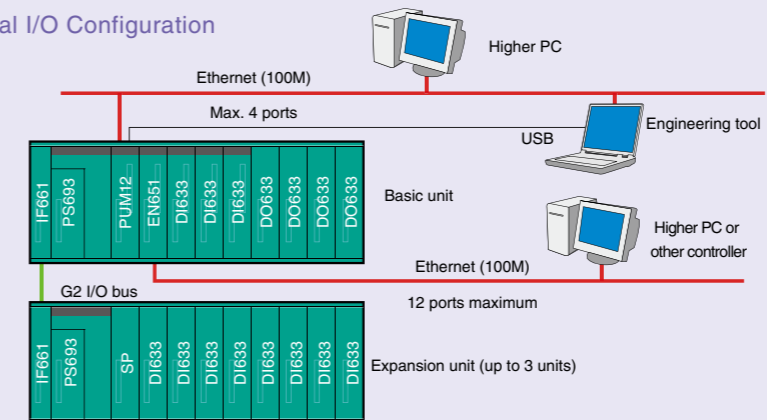 al I/O Configuration
Higher PC
Ethernet (100M)
Max. 4 ports
USB
Engineering tool
IF661
PS693
PUM12
EN651
DI633
DI633
DI633
DO633
DO633
DO633
DO633
Basic unit
Higher PC or
other controller
Ethernet (100M)
G2 I/O bus
12 ports maximum
IF661
PS693
SP
DI633
DI633
DI633
DI633
DI633
DI633
DI633
DI633
Expansion unit (up to 3 units)